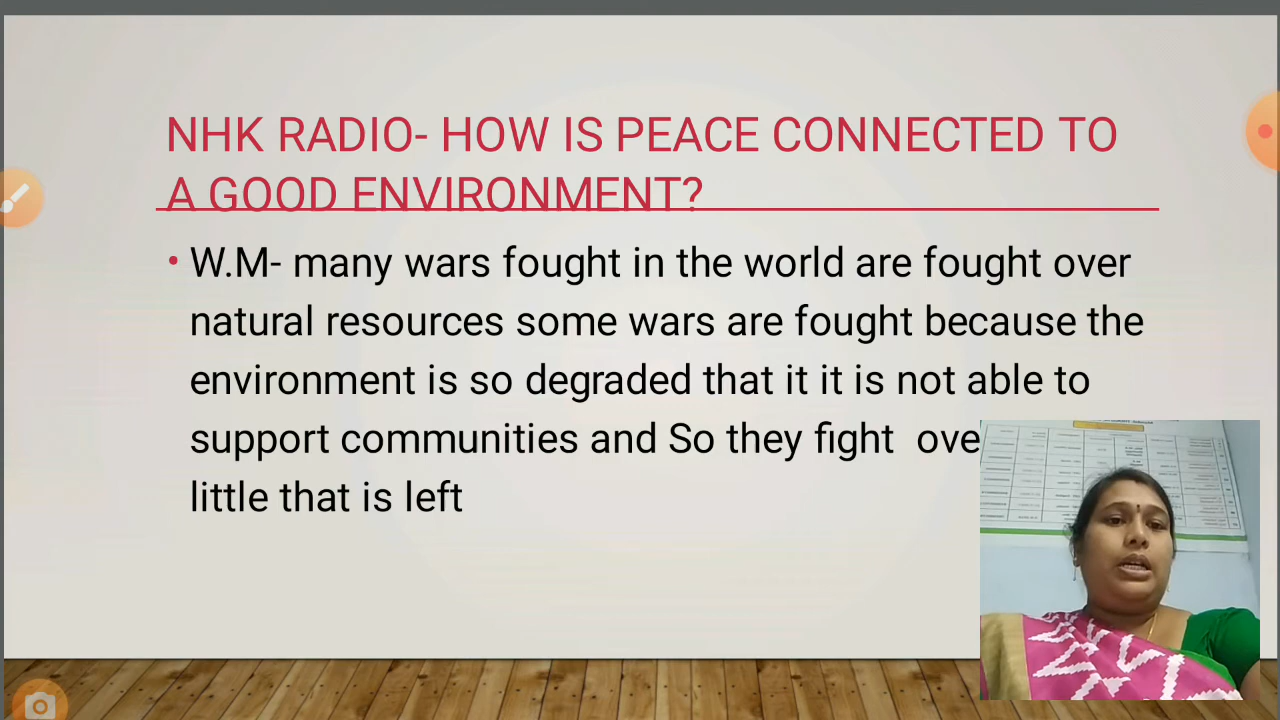 NHK RADIO- HOW IS PEACE CONNECTED TO
A GOOD ENVIRONMENT?
• W.M- many wars fought in the world are fought over
natural resources some wars are fought because the
environment is so degraded that it it is not able to
support communities and So they fight
little that is left